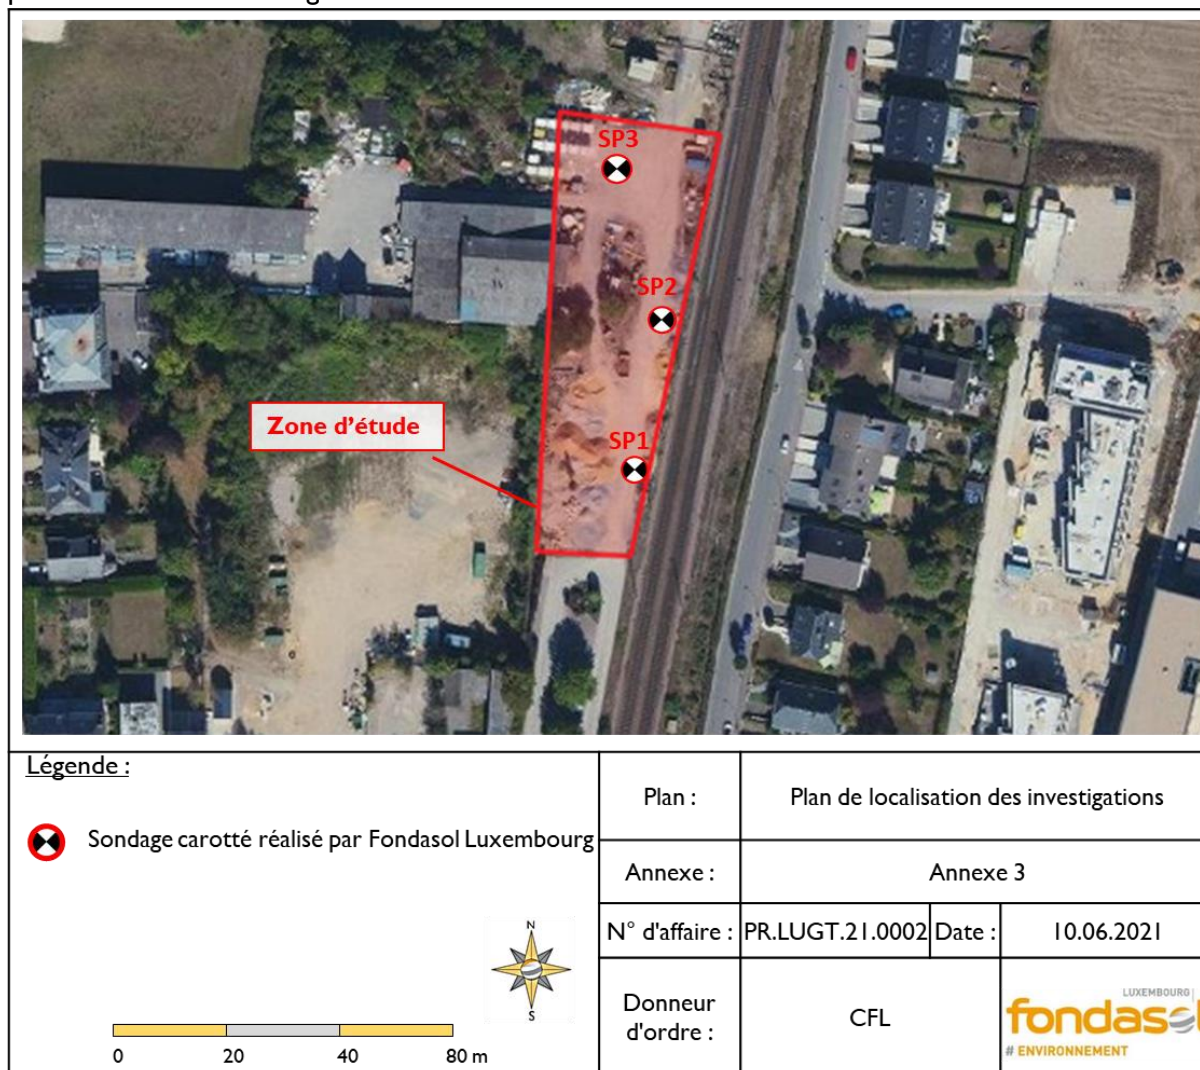 SP3
SP2
Zone d'étude
SP1
Légende :
Sondage carotté réalisé par Fondasol Luxembourg
N
S
0 20 40 80 m
Plan : Plan de localisation des investigations
Annexe : Annexe 3
N° d'affaire : PR.LUGT.21.0002 Date : 10.06.2021
Donneur
d'ordre :
CFL
LUXEMBOURG
fondasol
# ENVIRONNEMENT